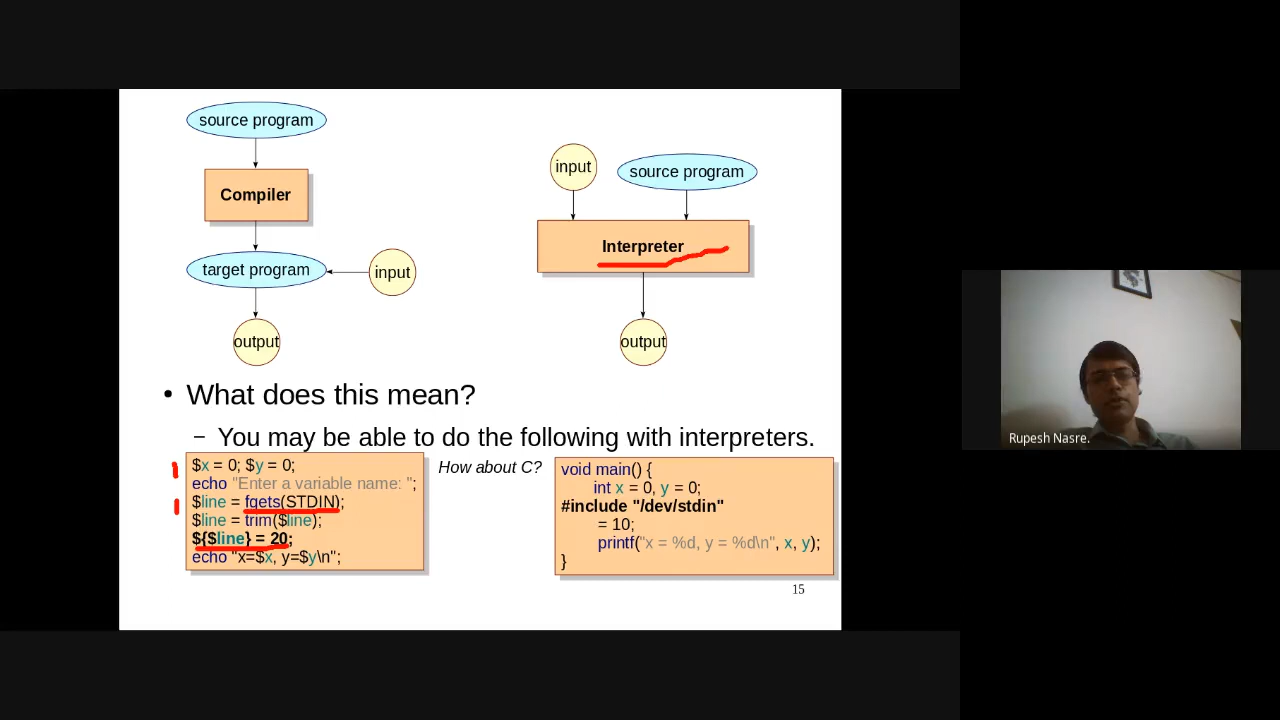 source program
Compiler
target program
input
output
input
source program
Interpreter
output
• What does this mean?
– You may be able to do the following with interpreters.
$x = 0; $y = 0;
echo "Enter a variable name: ";
$line = fgets(STDIN);
$line = trim($line);
${$line} = 20;
echo "x=$x, y=$y\n";
How about C?
void main() {
int x = 0, y = 0;
#include "/dev/stdin"
= 10;
printf("x = %d, y = %d\n", x, y);
}
15
Rupesh Nasre.